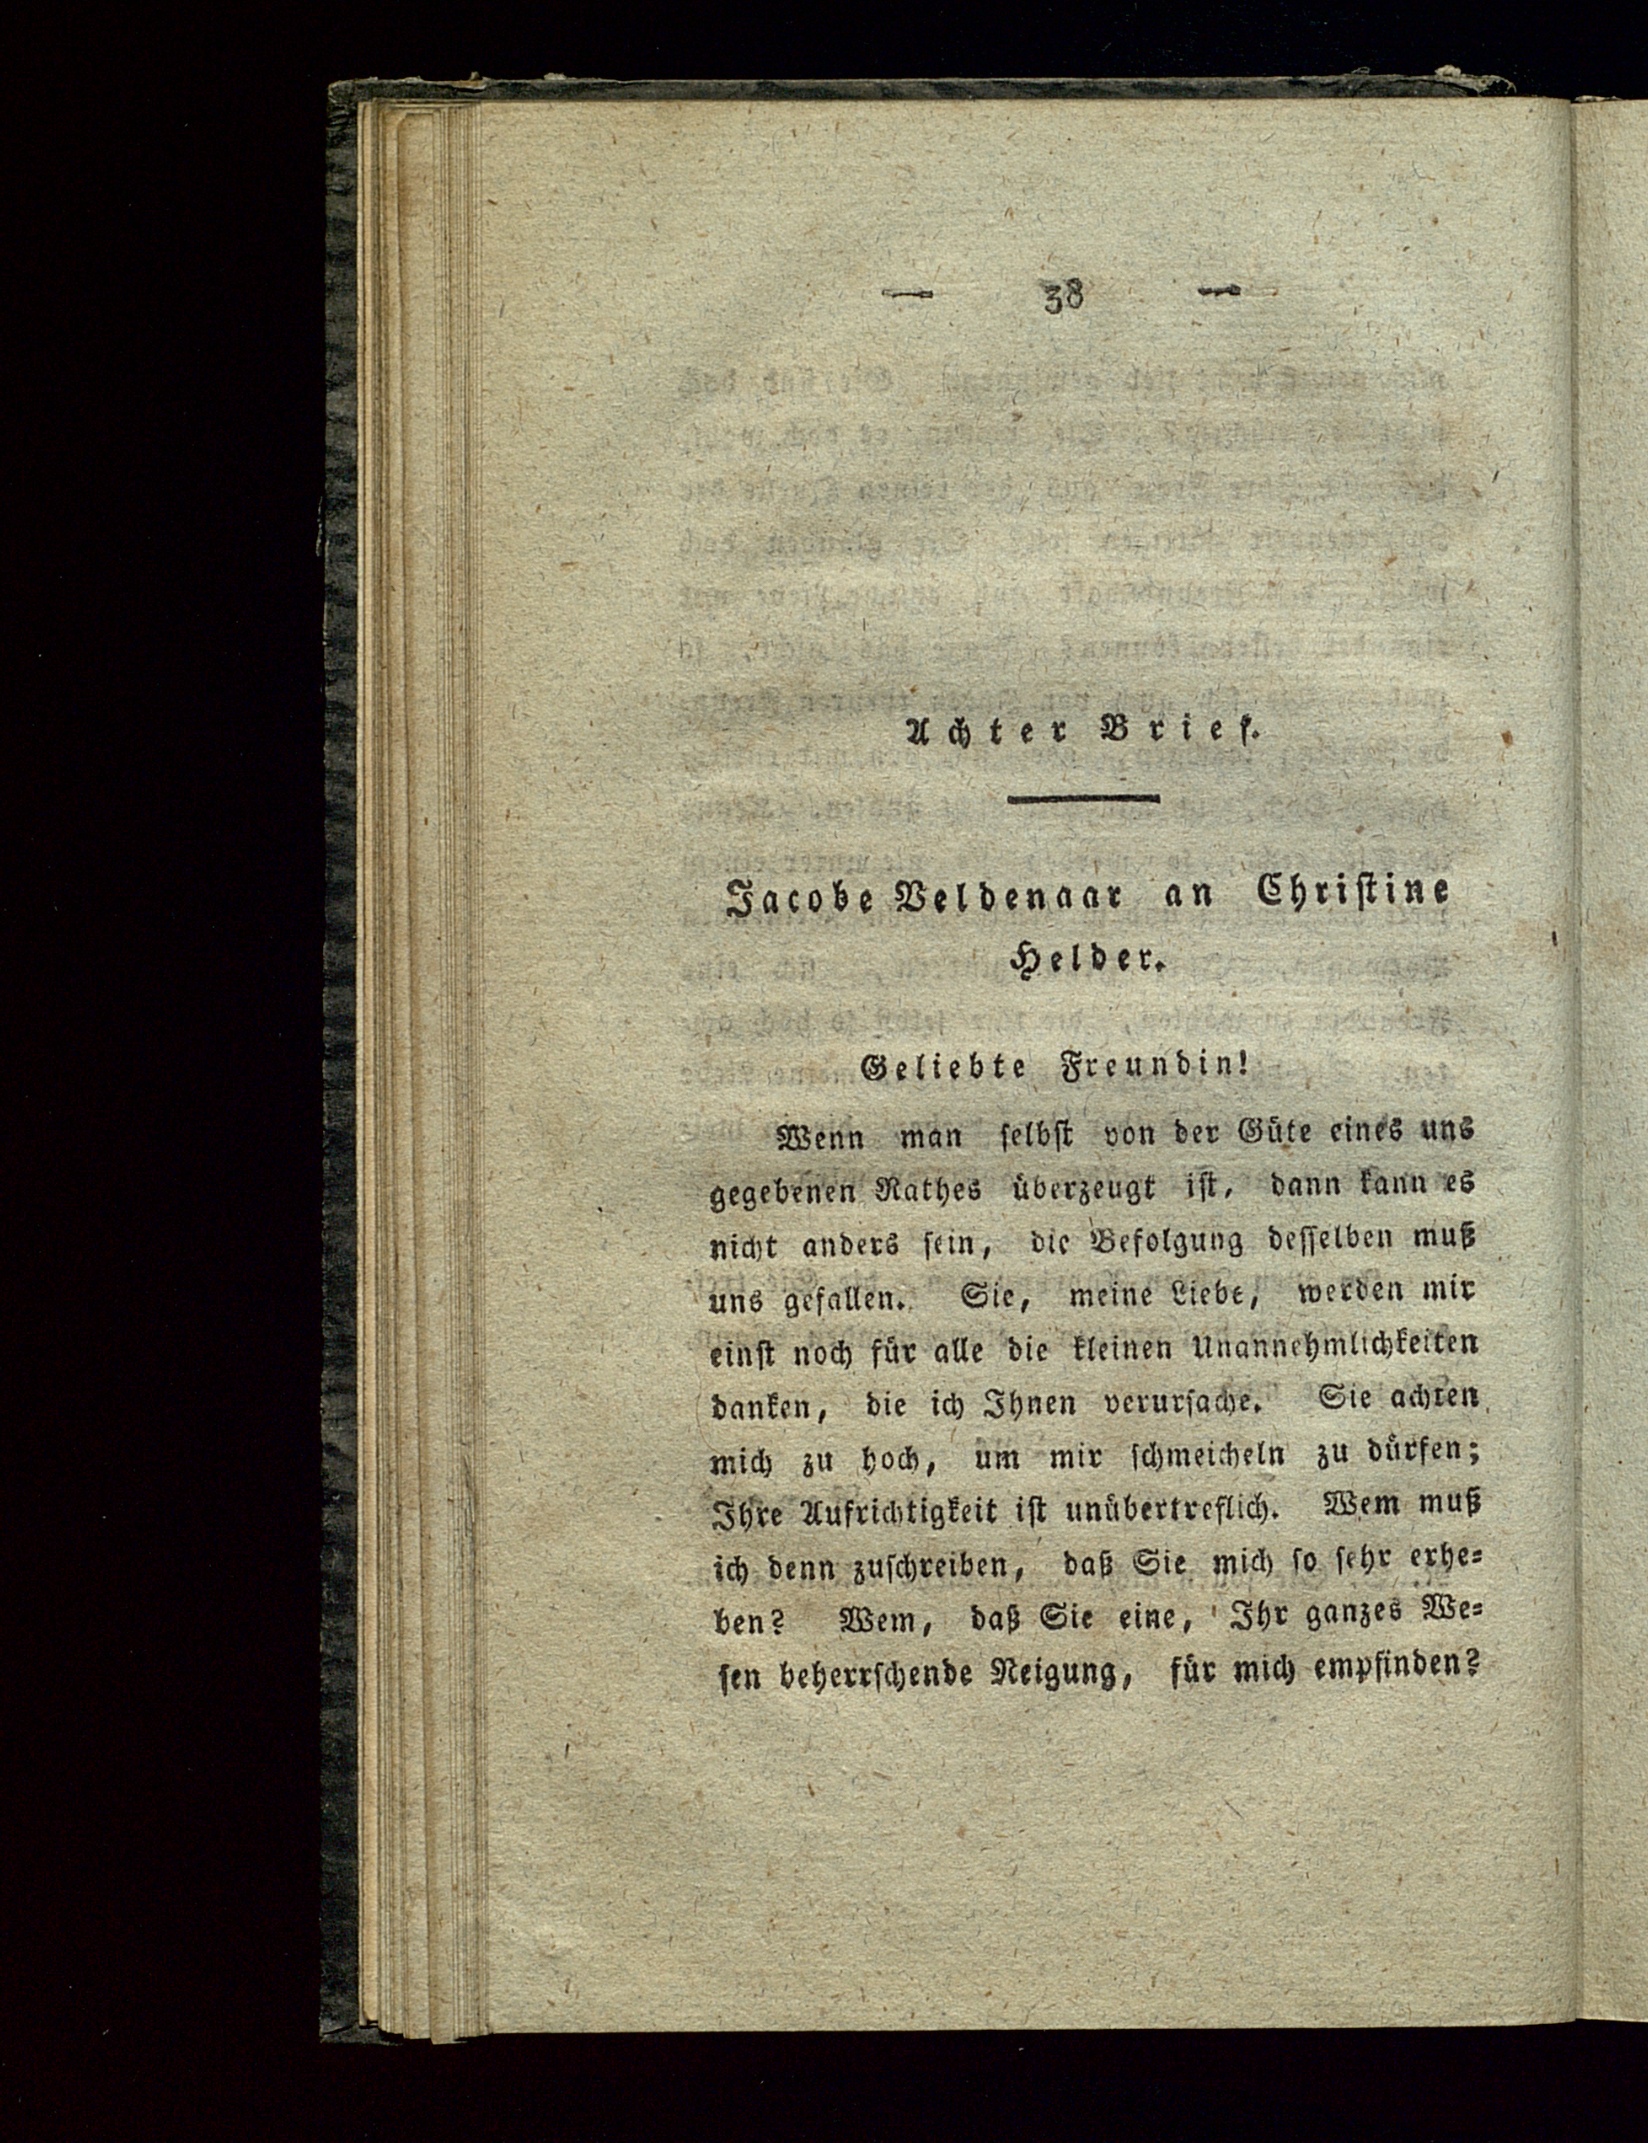 — 38 —
Achter Brief.
Jacobe Veldenaar an Christine
Helder.
Geliebte Freundin!
Wenn man selbst von der Güte eines uns
gegebenen Rathes überzeugt ist, dann kann es
nicht anders sein, die Befolgung desselben muß
uns gefallen. Sie, meine Liebe, werden mir
einst noch für alle die kleinen Unannehmlichkeiten
danken, die ich Ihnen verursache. Sie achten
mich zu hoch, um mir schmeicheln zu dürfen;
Ihre Aufrichtigkeit ist unübertreflich. Wem muß
ich denn zuschreiben, daß Sie mich so sehr erhe-
ben? Wem, daß Sie eine, Ihr ganzes We-
sen beherrschende Neigung, für mich empfinden?